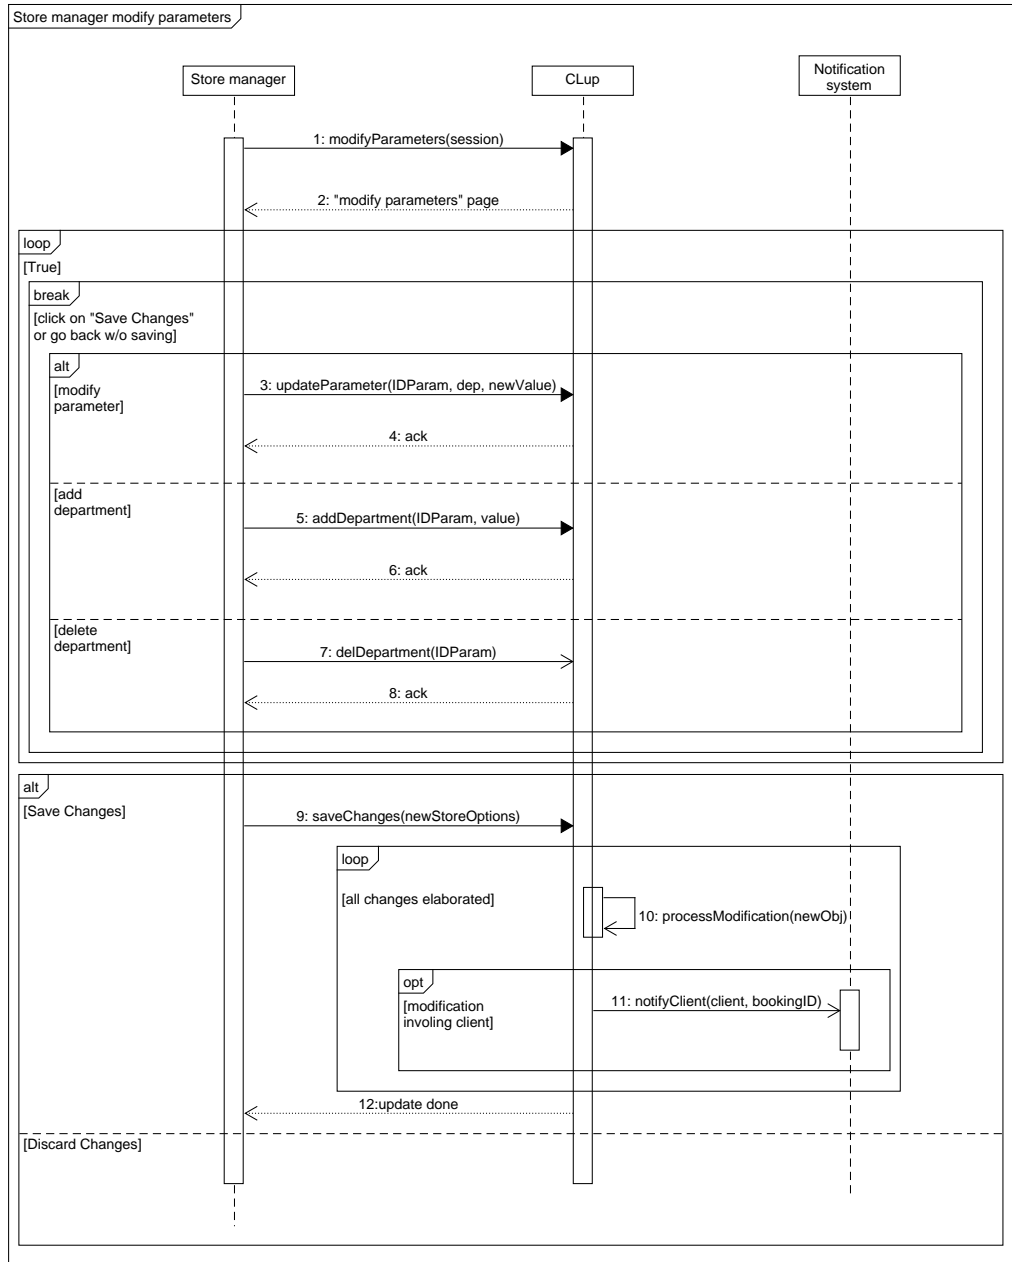 Store manager modify parameters
Store manager
CLup
Notification
system
1: modifyParameters(session)
2: "modify parameters" page
loop
[True]
break
[click on "Save Changes"
or go back w/o saving]
alt
[modify
parameter]
3: updateParameter(IDParam, dep, newValue)
4: ack
[add
department]
5: addDepartment(IDParam, value)
6: ack
[delete
department]
7: delDepartment(IDParam)
8: ack
alt
[Save Changes]
9: saveChanges(newStoreOptions)
loop
[all changes elaborated]
10: processModification(newObj)
opt
[modification
involing client]
11: notifyClient(client, bookingID)
12:update done
[Discard Changes]